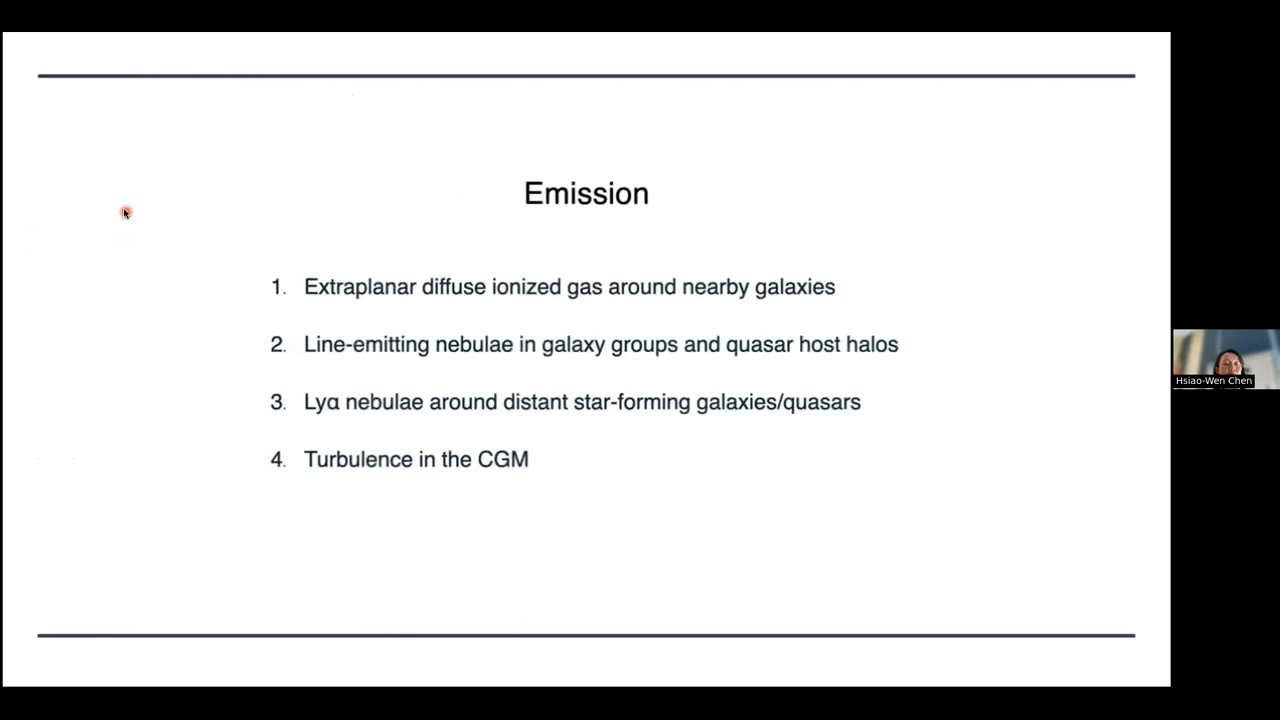 Emission
1. Extraplanar diffuse ionized gas around nearby galaxies
2. Line-emitting nebulae in galaxy groups and quasar host halos
3. Lyα nebulae around distant star-forming galaxies/quasars
4. Turbulence in the CGM
Hsiao-Wen Chen